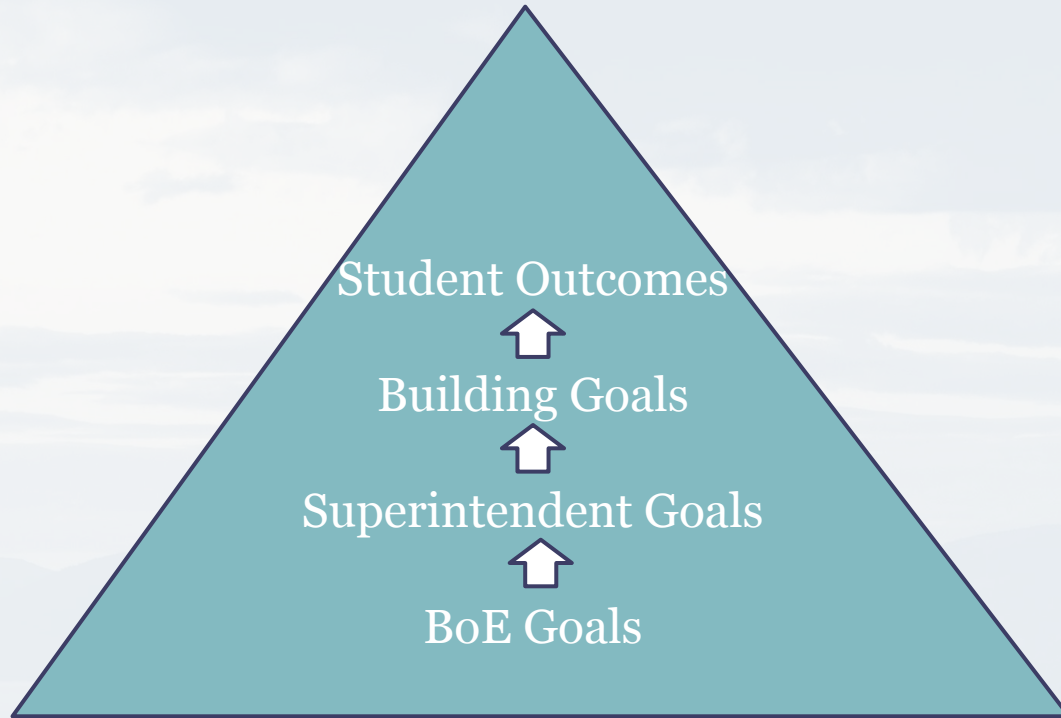 Student Outcomes
Building Goals
Superintendent Goals
BoE Goals